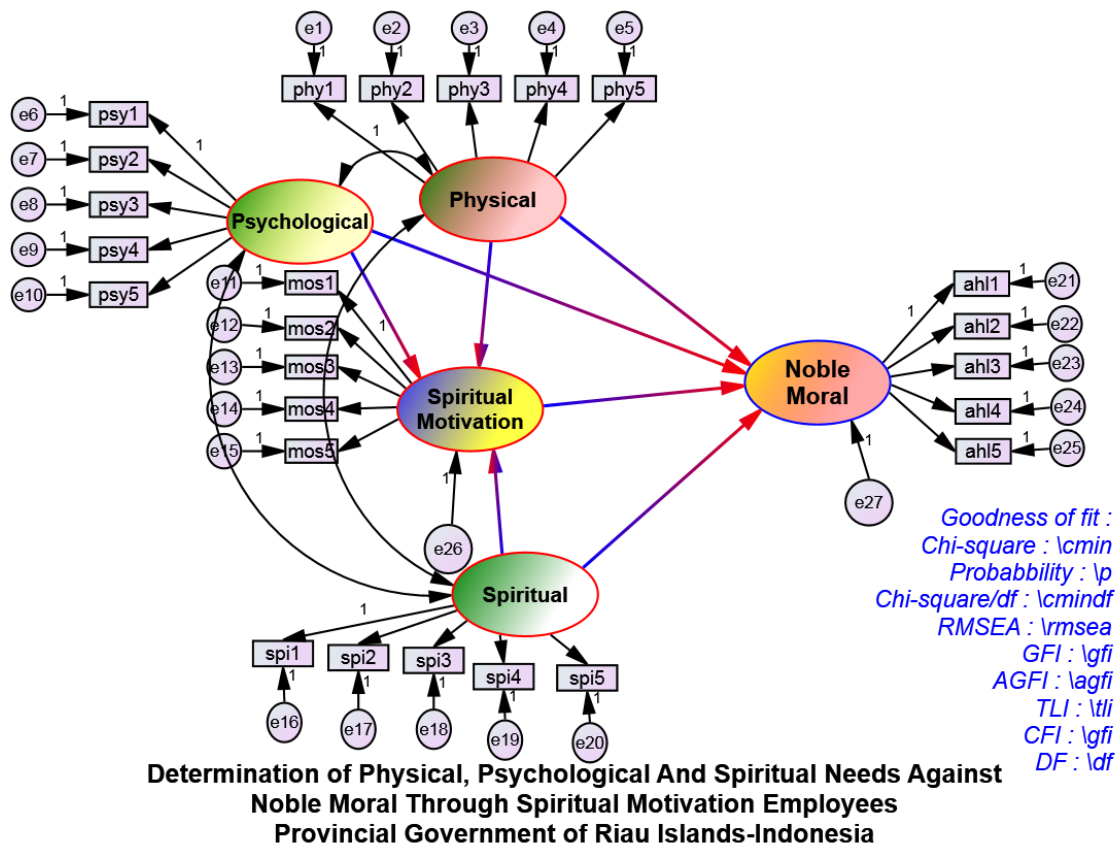 e1 e2 e3 e4 e5
1 1 1 1 1
phy1 phy2 phy3 phy4 phy5
1
e6 1 psy1
1
e7 1 psy2
e8 1 psy3
e9 1 psy4
e10 1 psy5
Psychological
Physical
e11 1 mos1
1
e12 1 mos2
e13 1 mos3
e14 1 mos4
e15 1 mos5
Spiritual
Motivation
1
e26
Noble
Moral
1
e27
1
ahl1 1 e21
ahl2 1 e22
ahl3 1 e23
ahl4 1 e24
ahl5 1 e25
Spiritual
1
spi1 spi2 spi3 spi4 spi5
1 1 1 1 1
e16 e17 e18 e19 e20
Goodness of fit :
Chi-square : \cmin
Probabbility : \p
Chi-square/df : \cmindf
RMSEA : \rmsea
GFI : \gfi
AGFI : \agfi
TLI : \tli
CFI : \gfi
DF : \df
Determination of Physical, Psychological And Spiritual Needs Against
Noble Moral Through Spiritual Motivation Employees
Provincial Government of Riau Islands-Indonesia